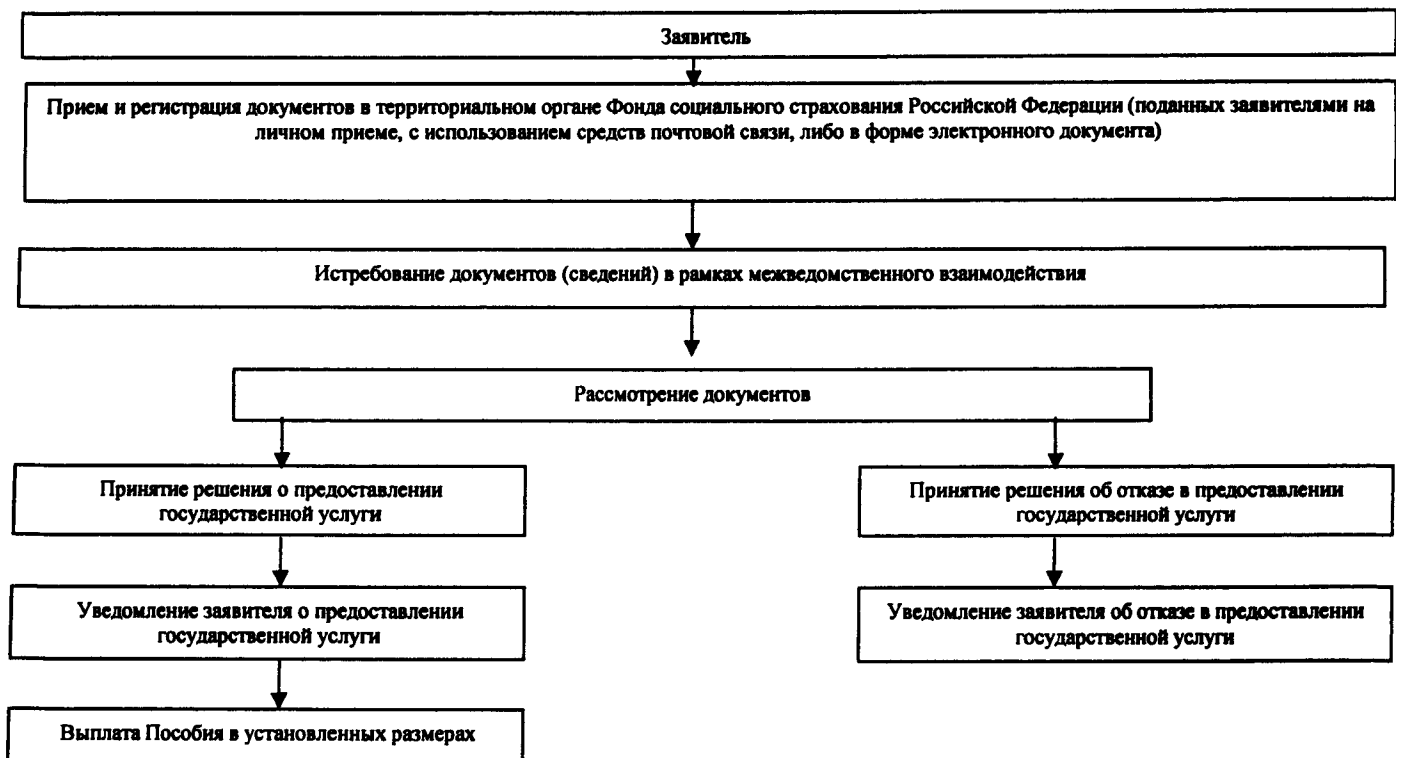 Заявитель
Прием и регистрация документов в территориальном органе Фонда социального страхования Российской Федерации (поданных заявителями на
личном приеме, с использованием средств почтовой связи, либо в форме электронного документа)
Истребование документов (сведений) в рамках межведомственного взаимодействия
Рассмотрение документов
Принятие решения о предоставлении
государственной услуги
Принятие решения об отказе в предоставлении
государственной услуги
Уведомление заявителя о предоставлении
государственной услуги
Уведомление заявителя об отказе в предоставлении
государственной услуги
Выплата Пособия в установленных размерах